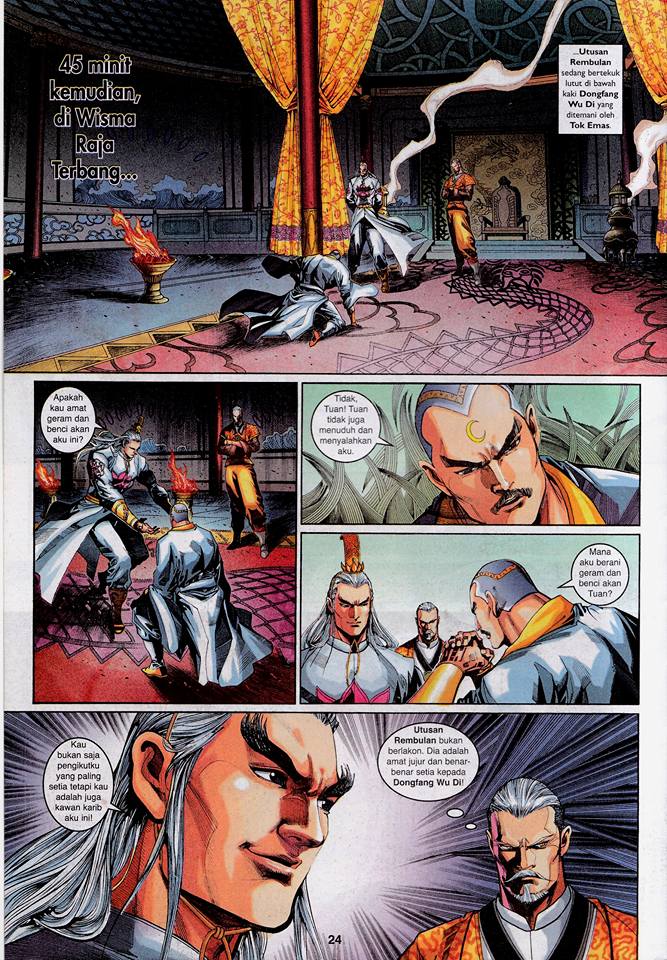 45 minit
kemudian,
di Wisma
Raja
Terbang...
...Utusan
Rembulan
sedang bertekuk
lutut di bawah
kaki Dongfang
Wu Di yang
ditemani oleh
Tok Emas.
Apakah
kau amat
geram dan
benci akan
aku ini?
Tidak,
Tuan! Tuan
tidak juga
menuduh dan
menyalahkan
aku.
Mana
aku berani
geram dan
benci akan
Tuan?
Kau
bukan saja
pengikutku
yang paling
setia tetapi kau
adalah juga
kawan karib
aku ini!
Utusan
Rembulan bukan
berlakon. Dia adalah
amat jujur dan benar-
benar setia kepada
Dongfang Wu Di!
24